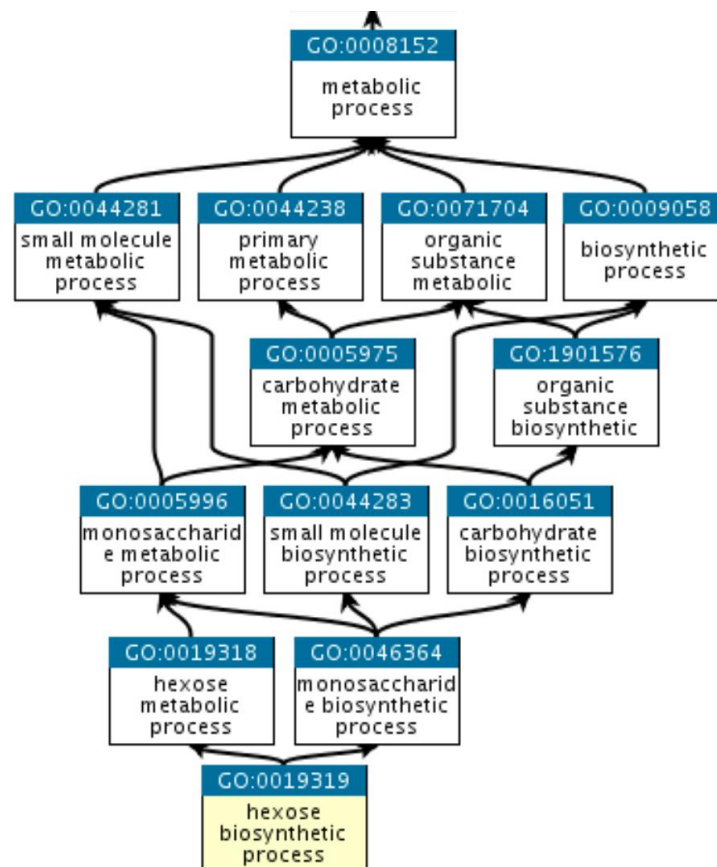 GO:0008152
metabolic
process
GO:0044281
small molecule
metabolic
process
GO:0044238
primary
metabolic
process
GO:0071704
organic
substance
metabolic
GO:0009058
biosynthetic
process
GO:0005975
carbohydrate
metabolic
process
GO:1901576
organic
substance
biosynthetic
GO:0005996
monosaccharid
e metabolic
process
GO:0044283
small molecule
biosynthetic
process
GO:0016051
carbohydrate
biosynthetic
process
GO:0019318
hexose
metabolic
process
GO:0046364
monosaccharid
e biosynthetic
process
GO:0019319
hexose
biosynthetic
process